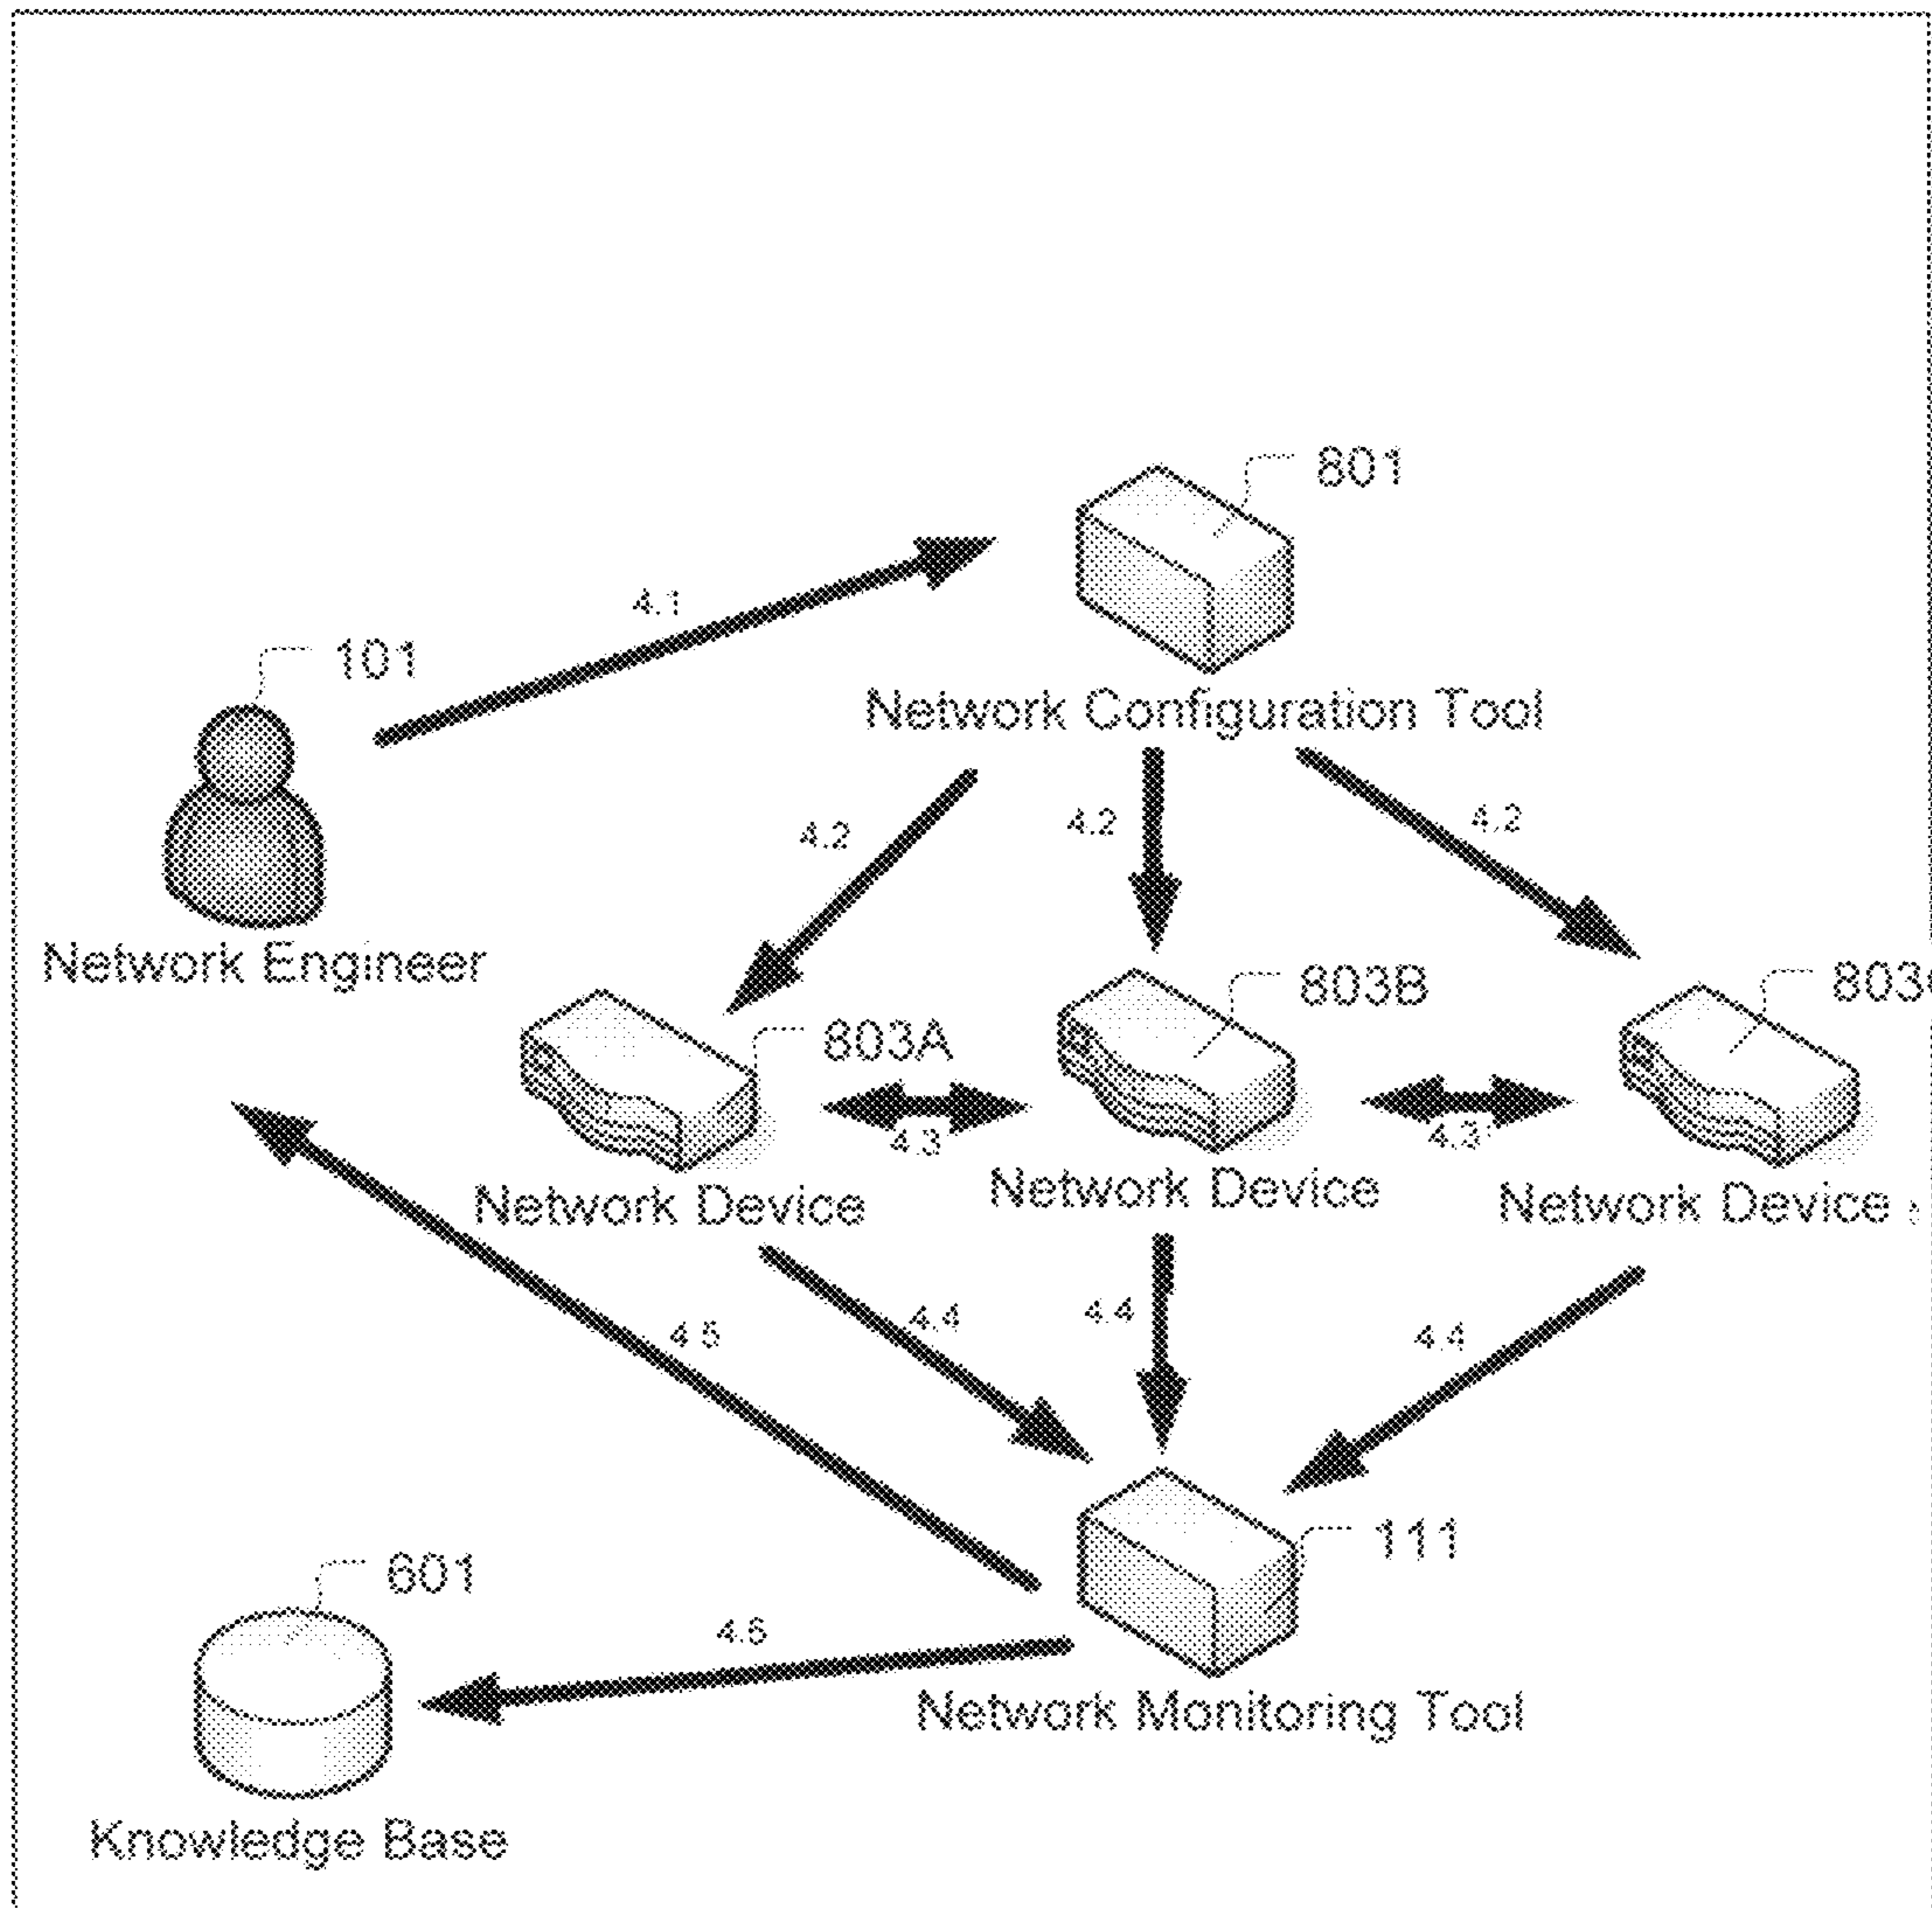 801
4.1
101
Network Configuration Tool
4.2
4.2
4.2
Network Engineer
803A
803B
803
4.3
4.3'
Network Device
Network Device
Network Device
4.4
4.4
4.4
4.5
111
601
4.6
Network Monitoring Tool
Knowledge Base